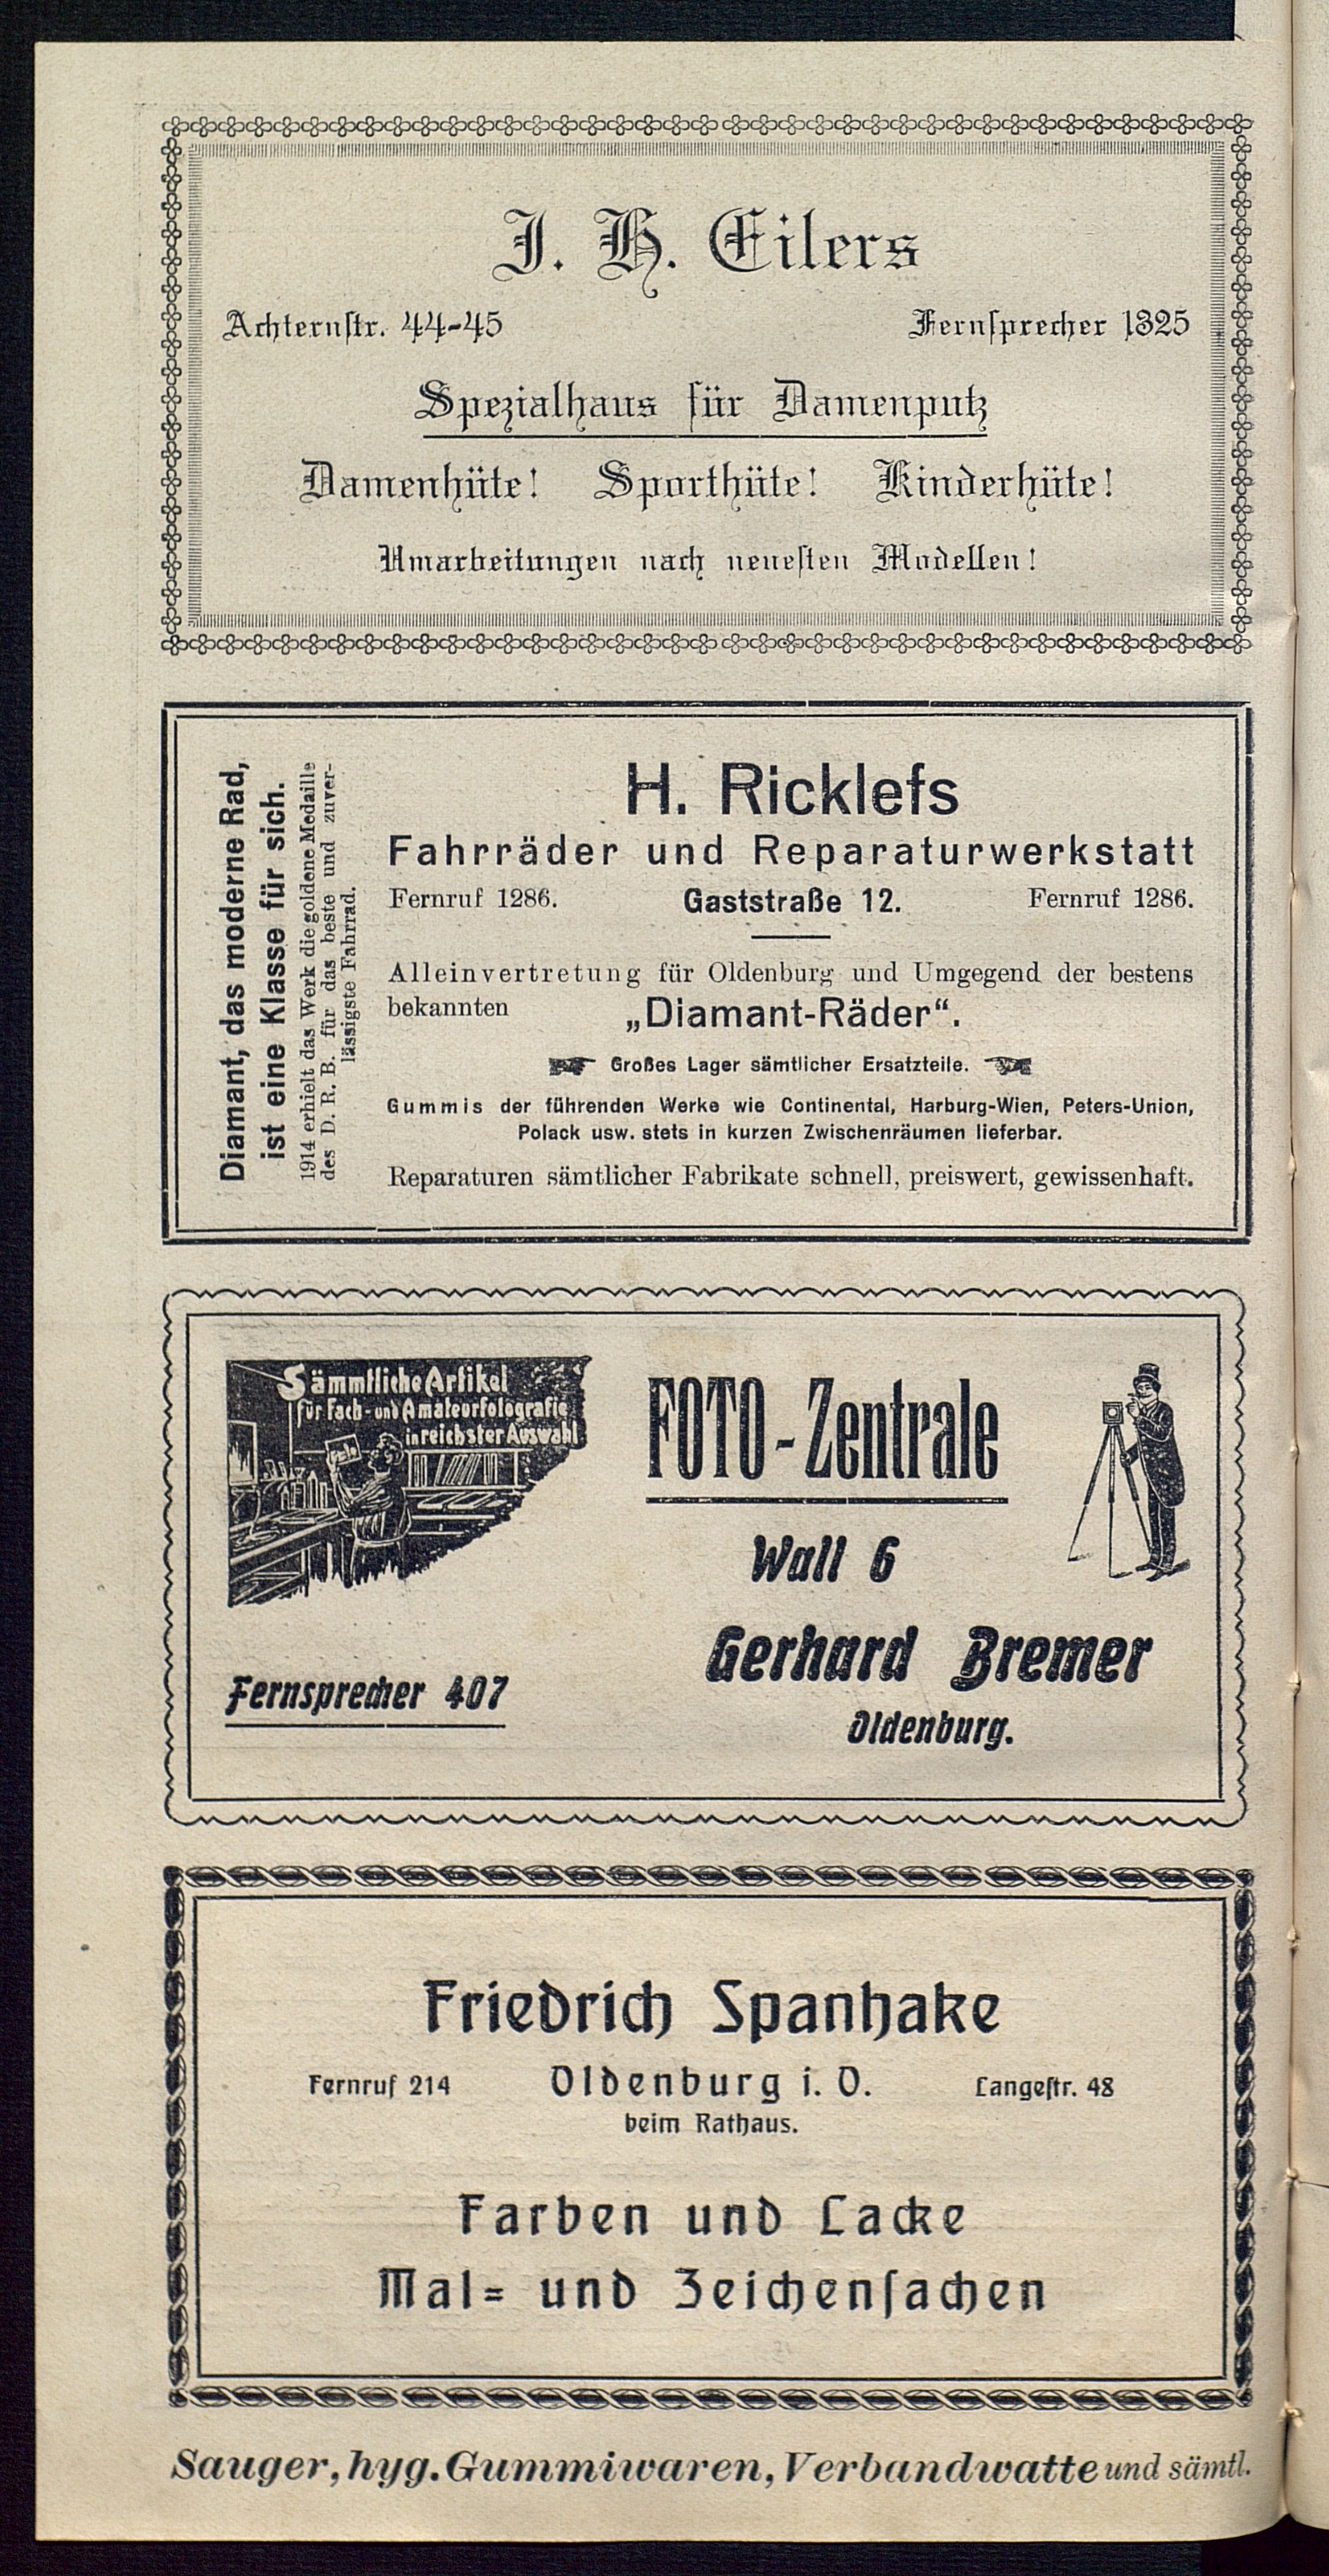 J. H. Eilers
Achternstr. 44-45 Fernsprecher 1325
Spezialhaus für Damenputz
Damenhüte! Sporthüte! Kinderhüte!
Umarbeitungen nach neuesten Modellen!
Diamant, das moderne Rad,
ist eine Klasse für sich.
1914 erhielt das Werk die goldene Medaille
des D. R. B. für das beste und zuver-
lässigste Fahrrad.
H. Ricklefs
Fahrräder und Reparaturwerkstatt
Fernruf 1286. Gaststraße 12. Fernruf 1286.
Alleinvertretung für Oldenburg und Umgegend der bestens
bekannten „Diamant-Räder“.
Großes Lager sämtlicher Ersatzteile.
Gummis der führenden Werke wie Continental, Harburg-Wien, Peters-Union,
Polack usw. stets in kurzen Zwischenräumen lieferbar.
Reparaturen sämtlicher Fabrikate schnell, preiswert, gewissenhaft.
Sämmtliche Artikel
für Fach- und Amateurfotografie
in reichster Auswahl
FOTO-Zentrale
Wall 6
Gerhard Bremer
Fernsprecher 407
Oldenburg.
Friedrich Spanhake
Fernruf 214 Oldenburg i. O. Langestr. 48
beim Rathaus.
Farben und Lacke
Mal= und Zeichensachen
Sauger, hyg. Gummiwaren, Verbandwatte und sämtl.